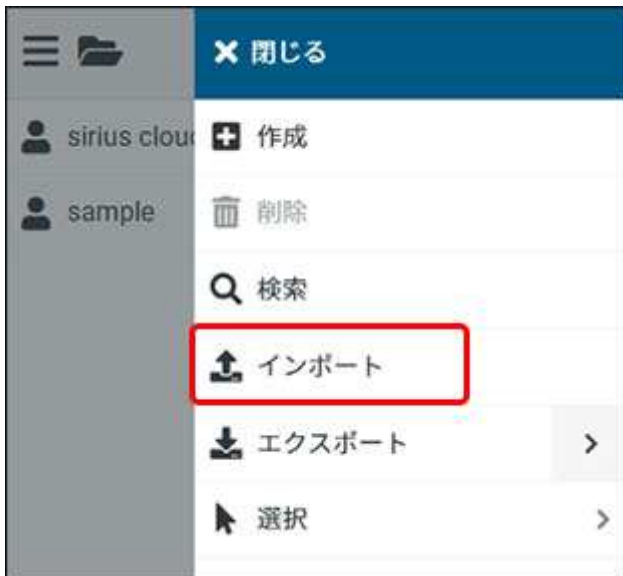 閉じる
sirius clou
作成
sample
削除
検索
インポート
エクスポート
選択